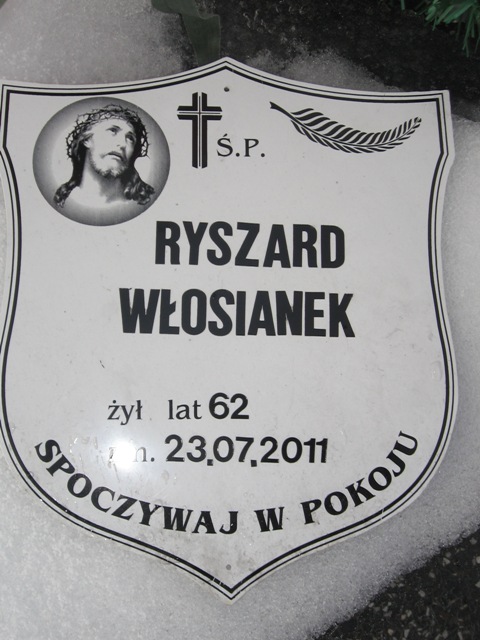 Ś.P.
RYSZARD
WŁOSIANEK
żył lat 62
23.07.2011
SPOCZYWAJ W POKOJU